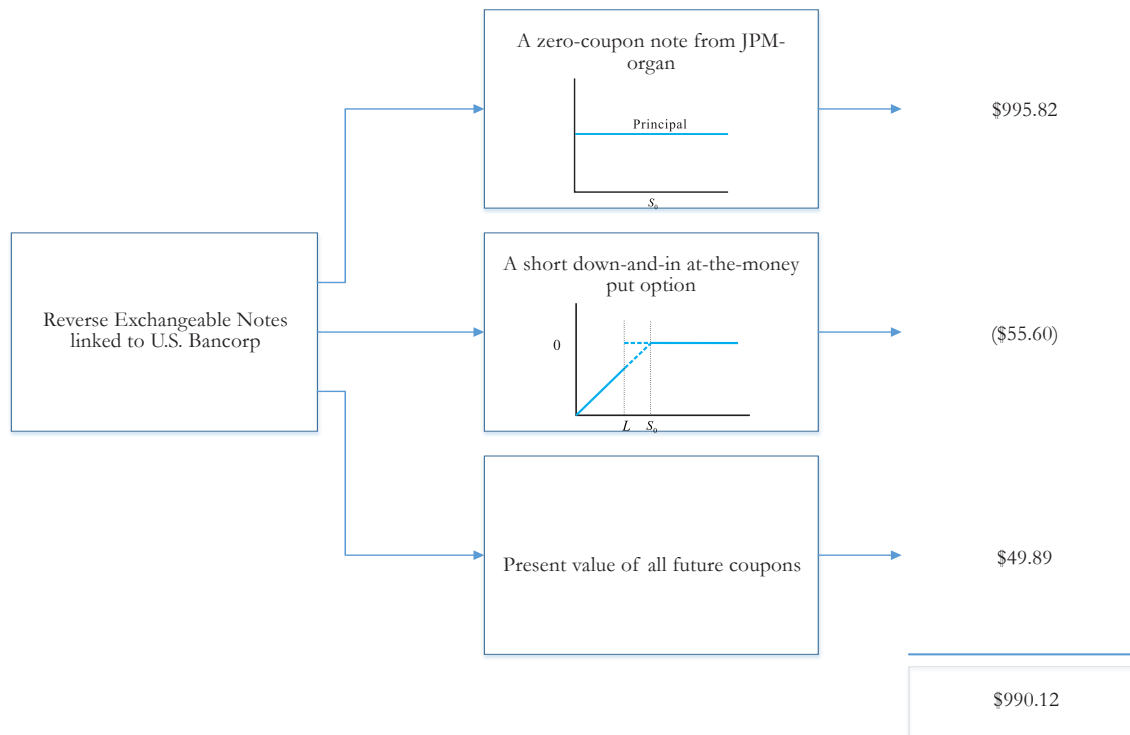 A zero-coupon note from JPM-
organ
Principal
S₀
$995.82
Reverse Exchangeable Notes
linked to U.S. Bancorp
A short down-and-in at-the-money
put option
0
L S₀
($55.60)
Present value of all future coupons
$49.89
$990.12